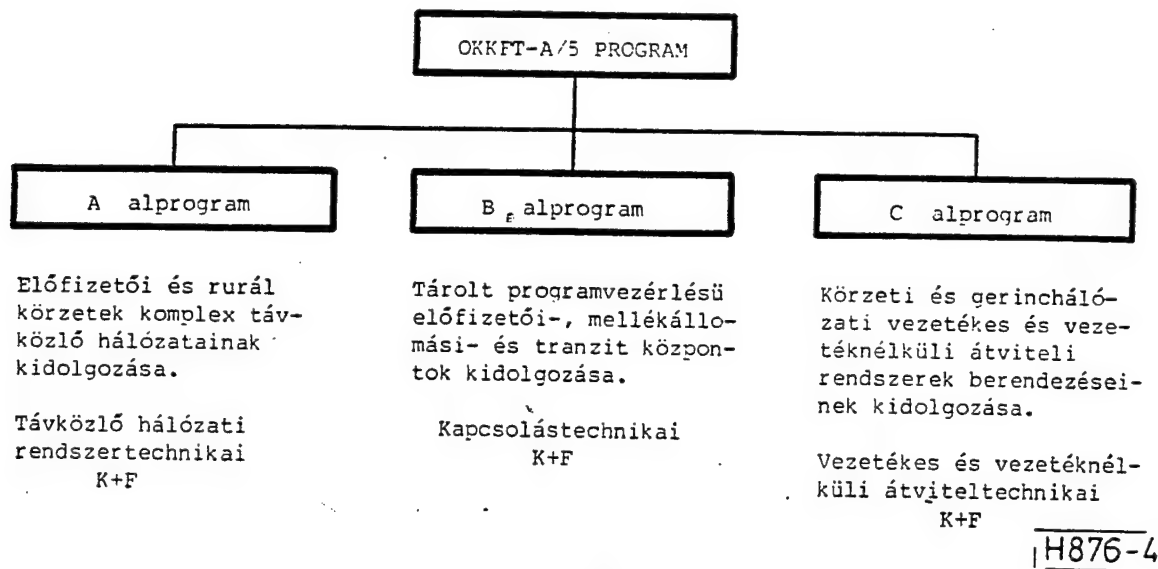 OKKFT-A/5 PROGRAM
A alprogram
B alprogram
C alprogram
Előfizetői és rurál
körzetek komplex táv-
közlő hálózatainak
kidolgozása.
Távközlő hálózati
rendszertechnikai
K+F
Tárolt programvezérlésü
előfizetői-, mellékállo-
mási- és tranzit közpon-
tok kidolgozása.
Kapcsolástechnikai
K+F
Körzeti és gerincháló-
zati vezetékes és veze-
téknélküli átviteli
rendszerek berendezései-
nek kidolgozása.
Vezetékes és vezetéknél-
küli átviteltechnikai
K+F
H876-4